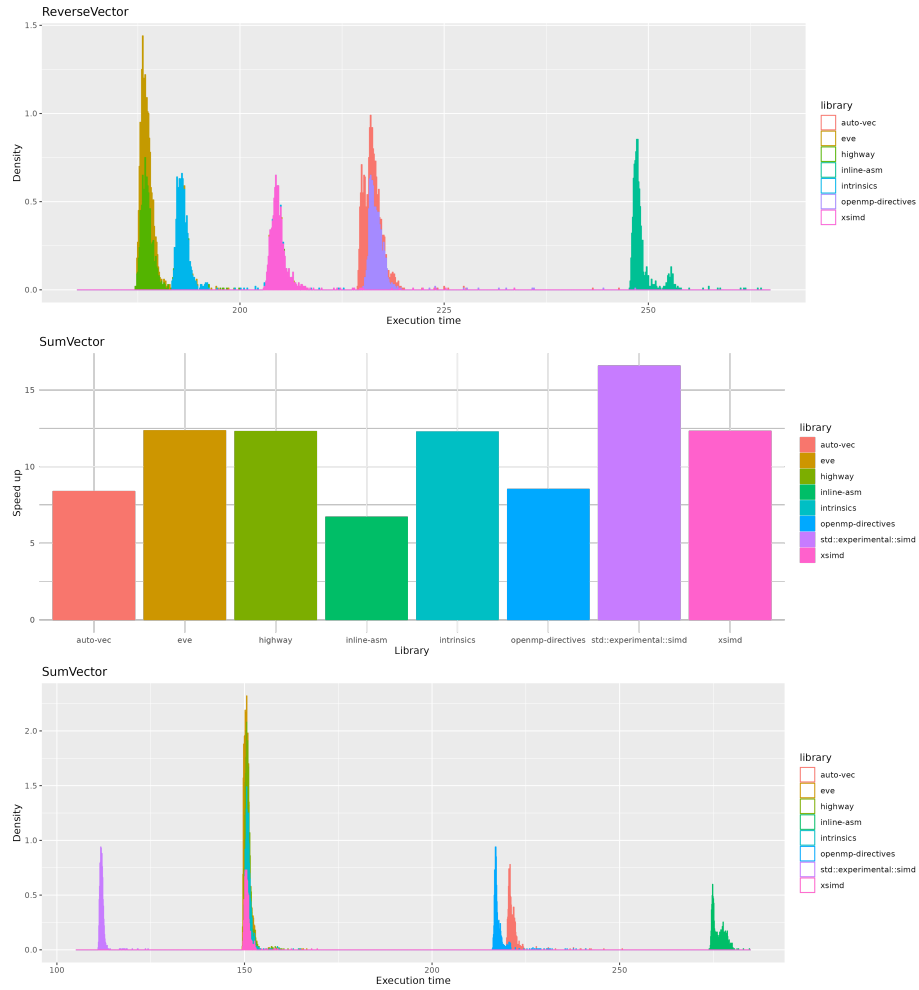 ReverseVector
1.5
1.0
0.5
0.0
Density
200
225
250
Execution time
library
auto-vec
eve
highway
inline-asm
intrinsics
openmp-directives
xsimd
SumVector
15
10
5
0
Speed up
auto-vec
eve
highway
inline-asm
intrinsics
openmp-directives
std::experimental::simd
xsimd
Library
library
auto-vec
eve
highway
inline-asm
intrinsics
openmp-directives
std::experimental::simd
xsimd
SumVector
2.0
1.5
1.0
0.5
0.0
Density
100
150
200
250
Execution time
library
auto-vec
eve
highway
inline-asm
intrinsics
openmp-directives
std::experimental::simd
xsimd